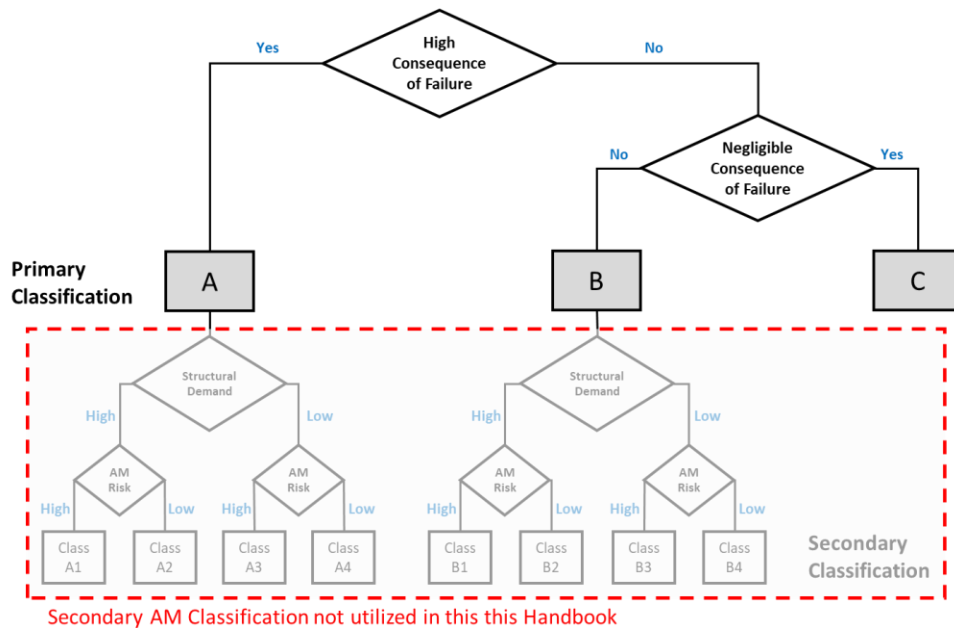 High
Consequence
of Failure
Yes
No
Negligible
Consequence
of Failure
No
Yes
Primary
Classification
A
B
C
Structural
Demand
High
Low
Structural
Demand
High
Low
AM
Risk
High
Low
AM
Risk
High
Low
AM
Risk
High
Low
AM
Risk
High
Low
Class
A1
Class
A2
Class
A3
Class
A4
Class
B1
Class
B2
Class
B3
Class
B4
Secondary
Classification
Secondary AM Classification not utilized in this this Handbook